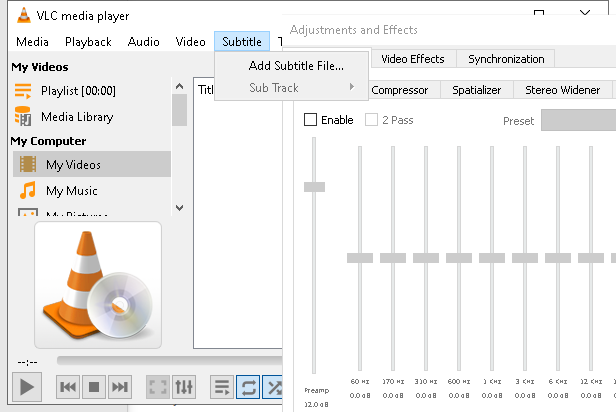 VLC media player
Media Playback Audio Video Subtitle
Add Subtitle File...
Sub Track
My Videos
Playlist [00:00]
Media Library
My Computer
My Videos
My Music
My Pictures
Titl
--:--
Adjustments and Effects
Video Effects Synchronization
Compressor Spatializer Stereo Widener
Enable 2 Pass Preset
Preamp
12.0 dB
60 Hz 170 Hz 310 Hz 600 Hz 1 KHz 3 KHz 6 KHz 12 KHz
0.0 dB 0.0 dB 0.0 dB 0.0 dB 0.0 dB 0.0 dB 0.0 dB 0.0 dB